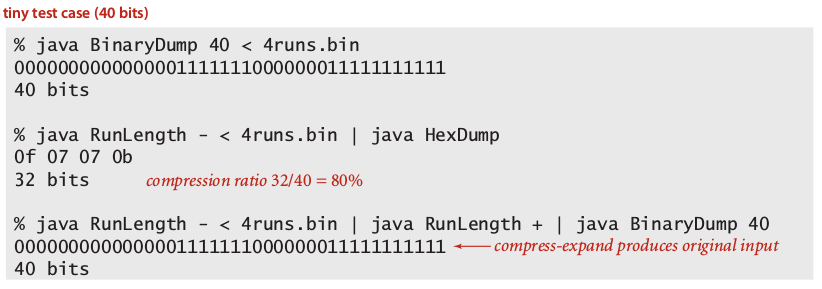 tiny test case (40 bits)
% java BinaryDump 40 < 4runs.bin
0000000000000001111111000000011111111111
40 bits
% java RunLength - < 4runs.bin | java HexDump
0f 07 07 0b
32 bits compression ratio 32/40 = 80%
% java RunLength - < 4runs.bin | java RunLength + | java BinaryDump 40
0000000000000001111111000000011111111111 compress-expand produces original input
40 bits